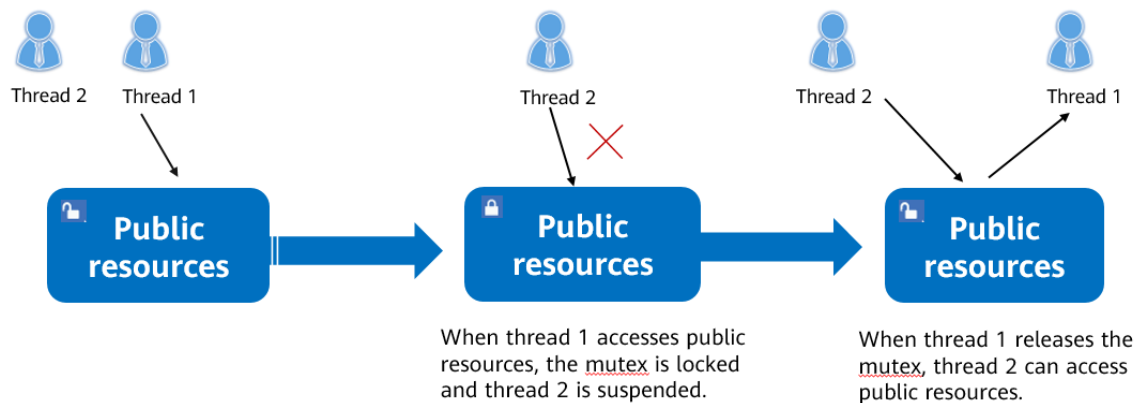 Thread 2
Thread 1
Thread 2
Thread 2
Thread 1
Public
resources
Public
resources
Public
resources
When thread 1 accesses public
resources, the mutex is locked
and thread 2 is suspended.
When thread 1 releases the
mutex, thread 2 can access
public resources.